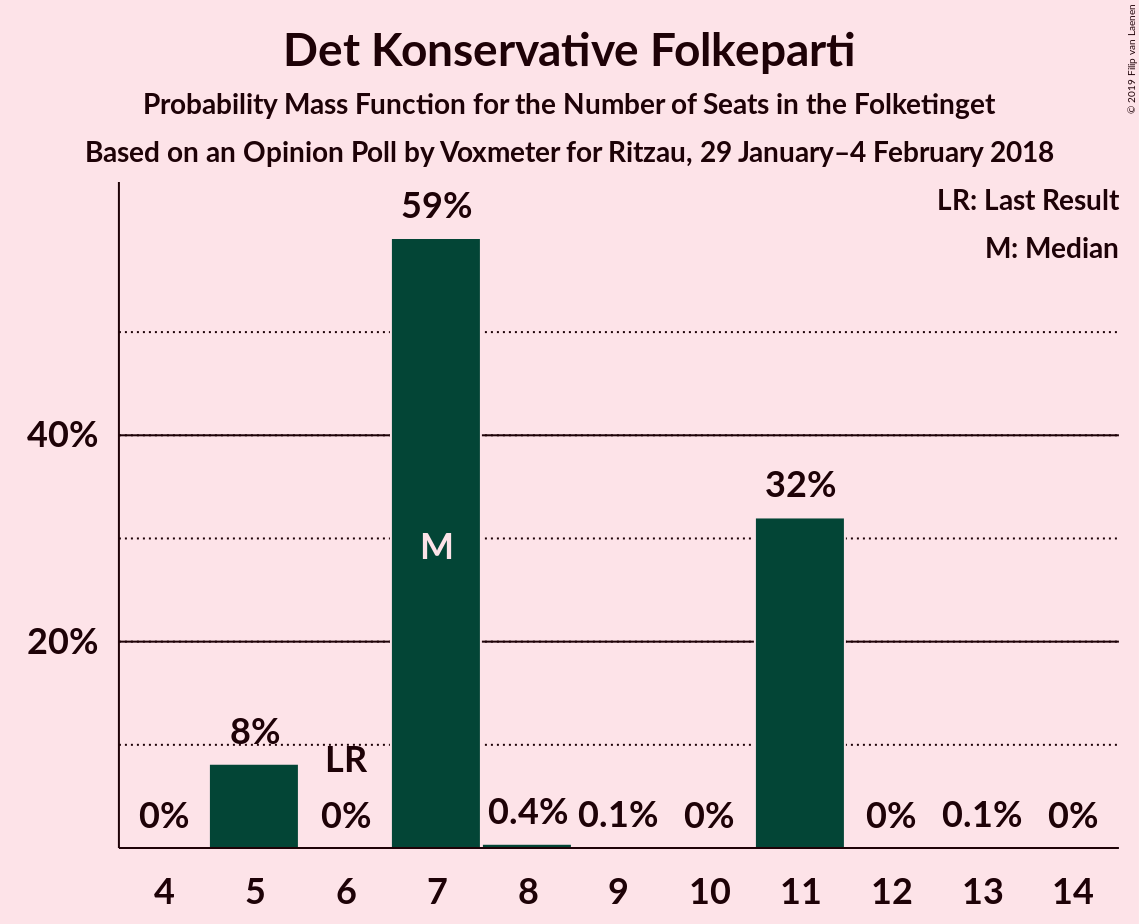 Det Konservative Folkeparti
Probability Mass Function for the Number of Seats in the Folketinget
Based on an Opinion Poll by Voxmeter for Ritzau, 29 January–4 February 2018
© 2019 Filip van Laenen
LR: Last Result
M: Median
59%
40%
32%
M
20%
8%
LR
0%
0%
0.4%
0.1%
0%
0%
0.1%
0%
4 5 6 7 8 9 10 11 12 13 14